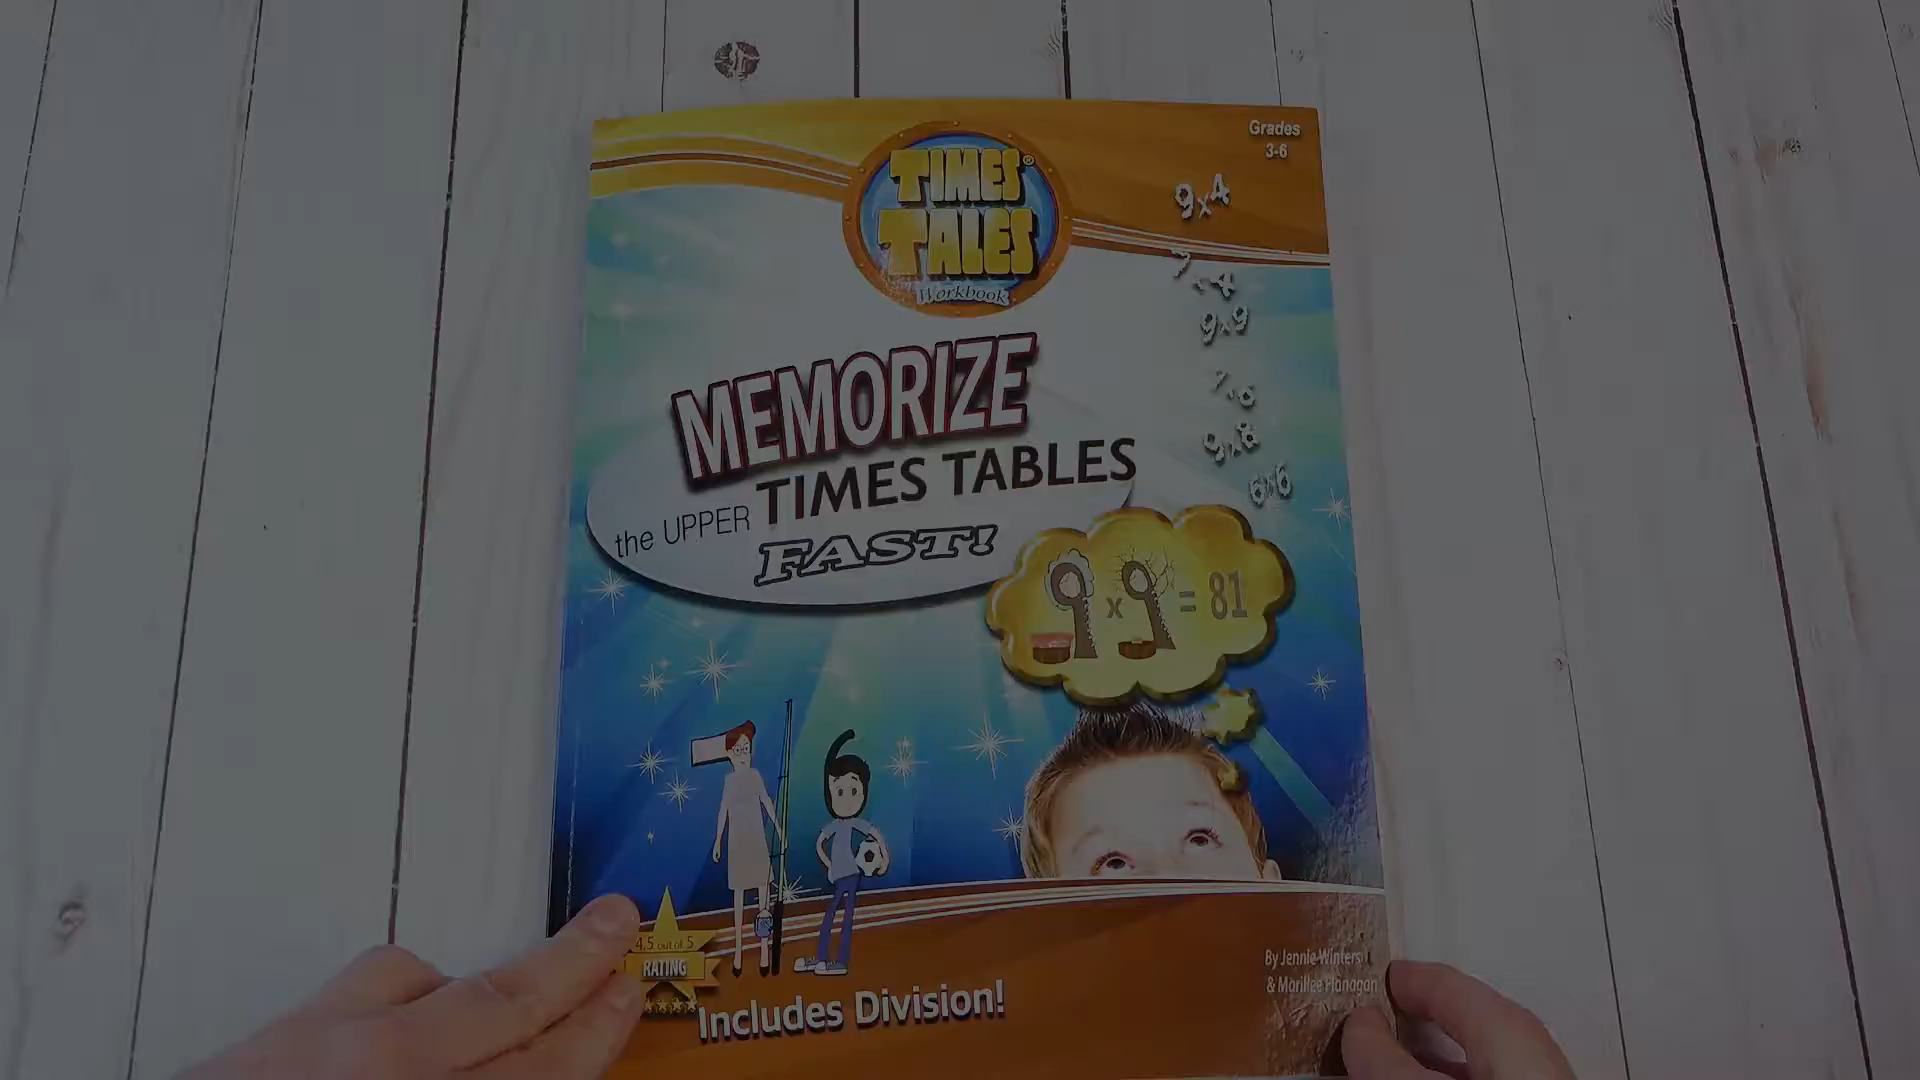 Grades
3-6
TIMES®
TALES
Workbook
9x4
9x9
9x8
6x6
MEMORIZE
the UPPER TIMES TABLES
FAST!
9 x 9 = 81
4.5 out of 5
RATING
Includes Division!
By Jennie Winters
& Marillee Flanagan